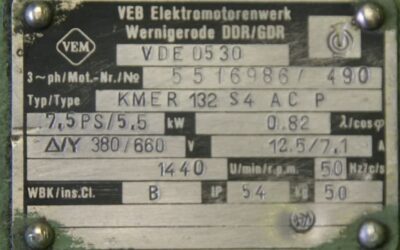 VEB Elektromotorenwerk
Wernigerode DDR/GDR
VEM
VDE 0530
3~ph/Mot.-Nr./No 5516986/490
Typ/Type KMER 132 S4 AC P
7,5 PS/5,5 kW 0.82 λ/cosφ
Δ/Y 380/660 V 12.5/7,1 A
1440 U/min/r.p.m. 50 Hz/c/s
WBK/ins.Cl. B IP 54 kg 50